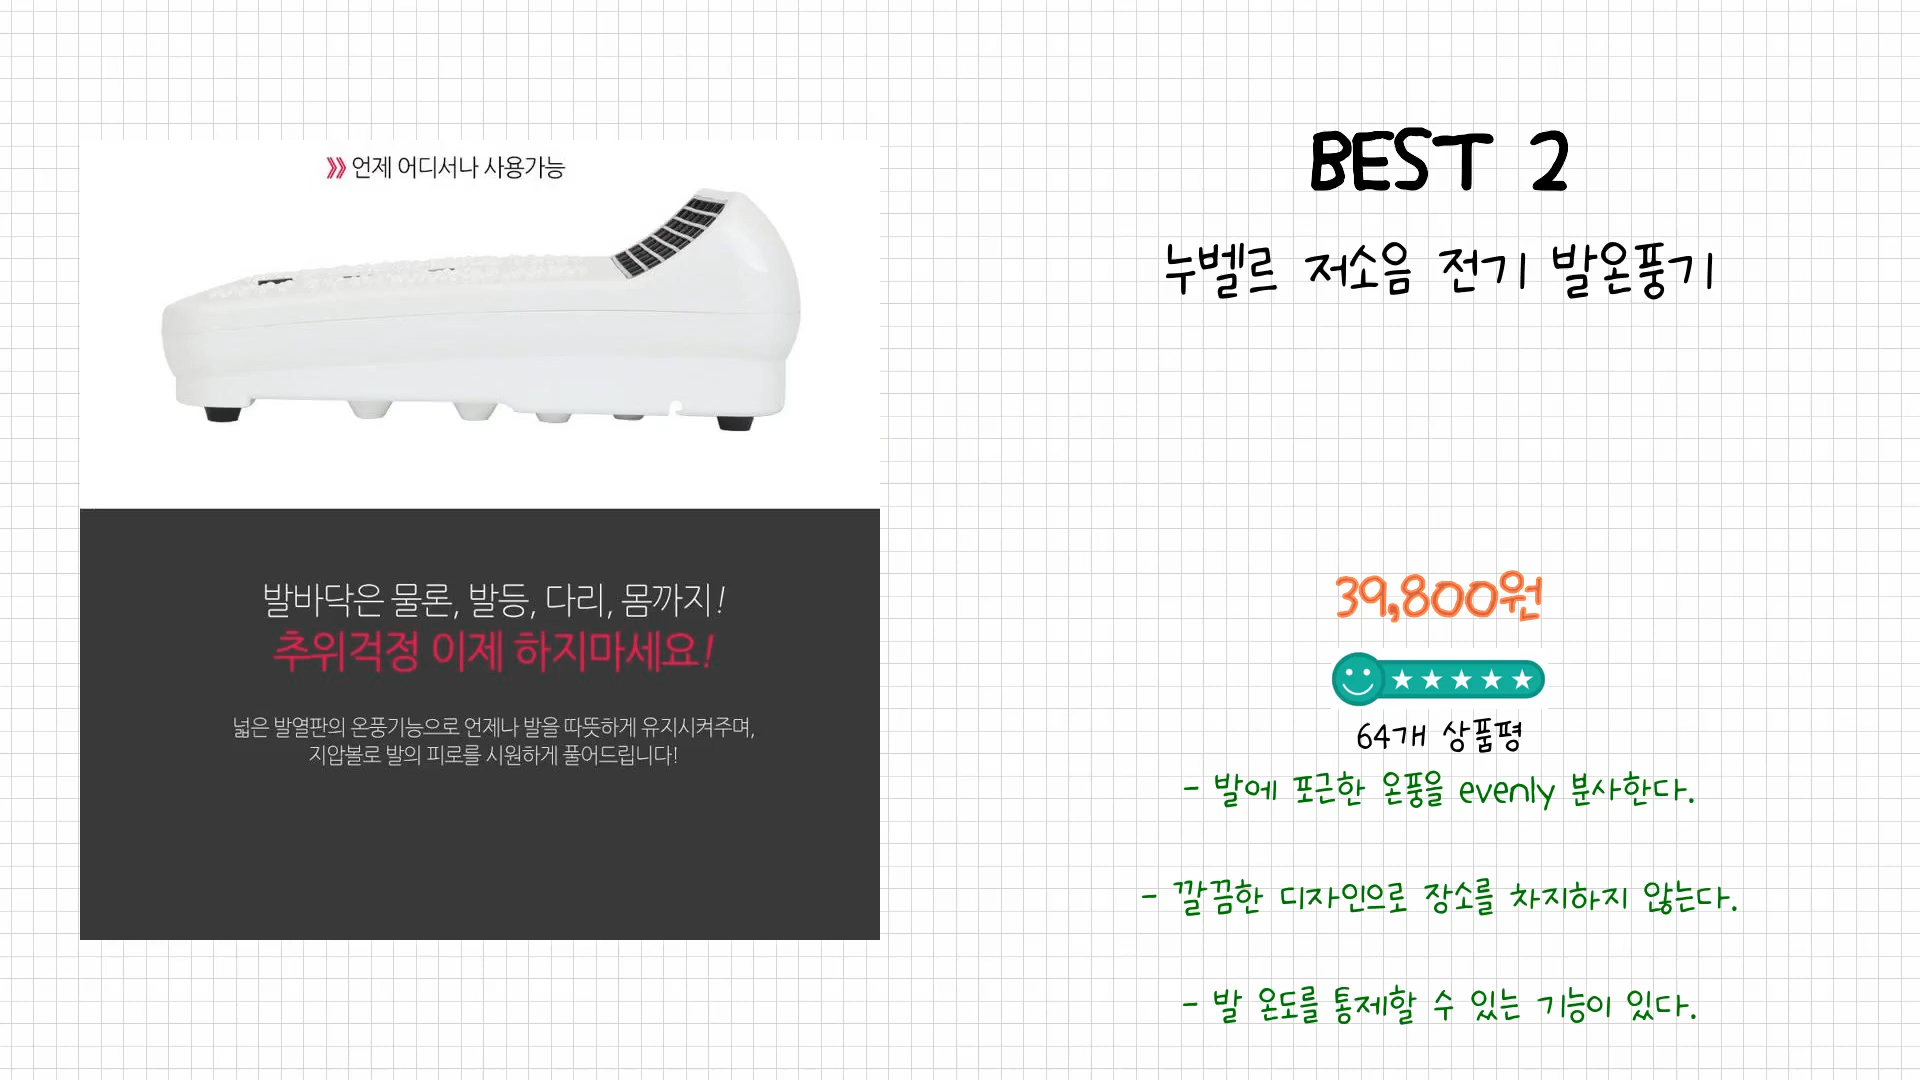 언제 어디서나 사용가능
발바닥은 물론, 발등, 다리, 몸까지!
추위걱정 이제 하지마세요!
넓은 발열판의 온풍기능으로 언제나 발을 따뜻하게 유지시켜주며,
지압볼로 발의 피로를 시원하게 풀어드립니다!
BEST 2
누벨르 저소음 전기 발온풍기
39,800원
64개 상품평
- 발에 포근한 온풍을 evenly 분사한다.
- 깔끔한 디자인으로 장소를 차지하지 않는다.
- 발 온도를 통제할 수 있는 기능이 있다.